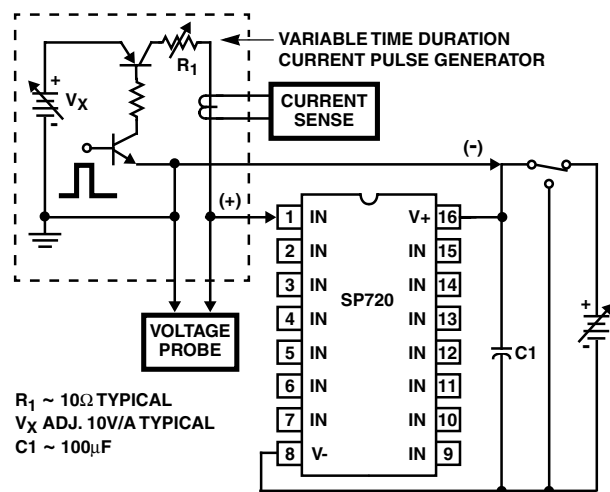 VARIABLE TIME DURATION
CURRENT PULSE GENERATOR
R1
+
VX
-
CURRENT
SENSE
(-)
(+)
1 IN V+ 16
2 IN IN 15
3 IN IN 14
SP720
4 IN IN 13
5 IN IN 12
6 IN IN 11
7 IN IN 10
8 V- IN 9
+
-
C1
VOLTAGE
PROBE
R1 ~ 10Ω TYPICAL
VX ADJ. 10V/A TYPICAL
C1 ~ 100μF